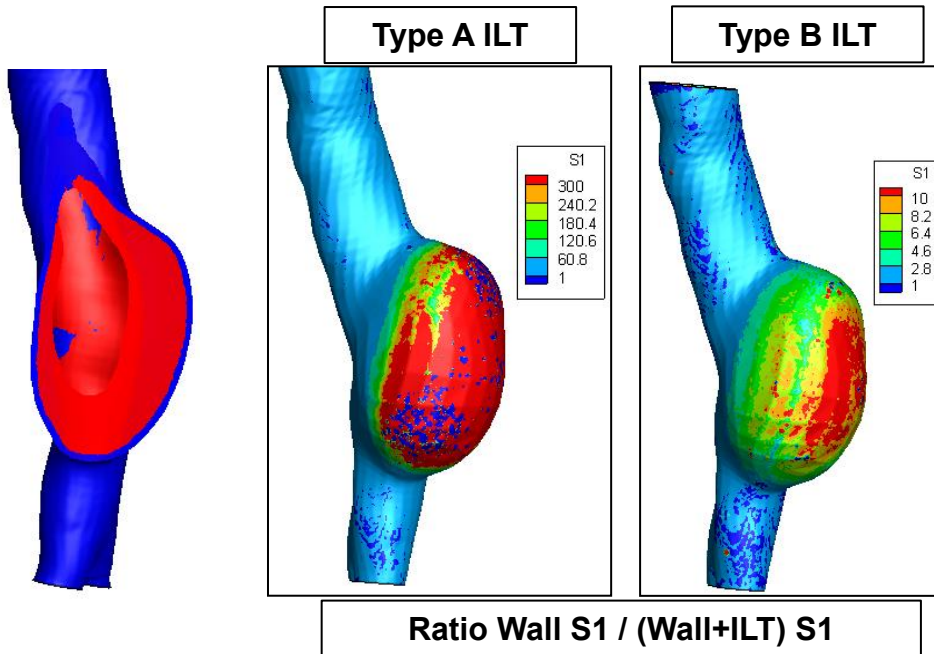 Type A ILT
Type B ILT
S1
300
240.2
180.4
120.6
60.8
1
S1
10
8.2
6.4
4.6
2.8
1
Ratio Wall S1 / (Wall+ILT) S1